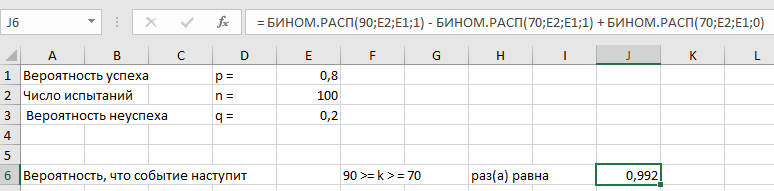 J6 = БИНОМ.РАСП(90;E2;E1;1) - БИНОМ.РАСП(70;E2;E1;1) + БИНОМ.РАСП(70;E2;E1;0)
A B C D E F G H I J K L
1 Вероятность успеха p = 0,8
2 Число испытаний n = 100
3 Вероятность неуспеха q = 0,2
4
5
6 Вероятность, что событие наступит 90 >= k > = 70 раз(а) равна 0,992